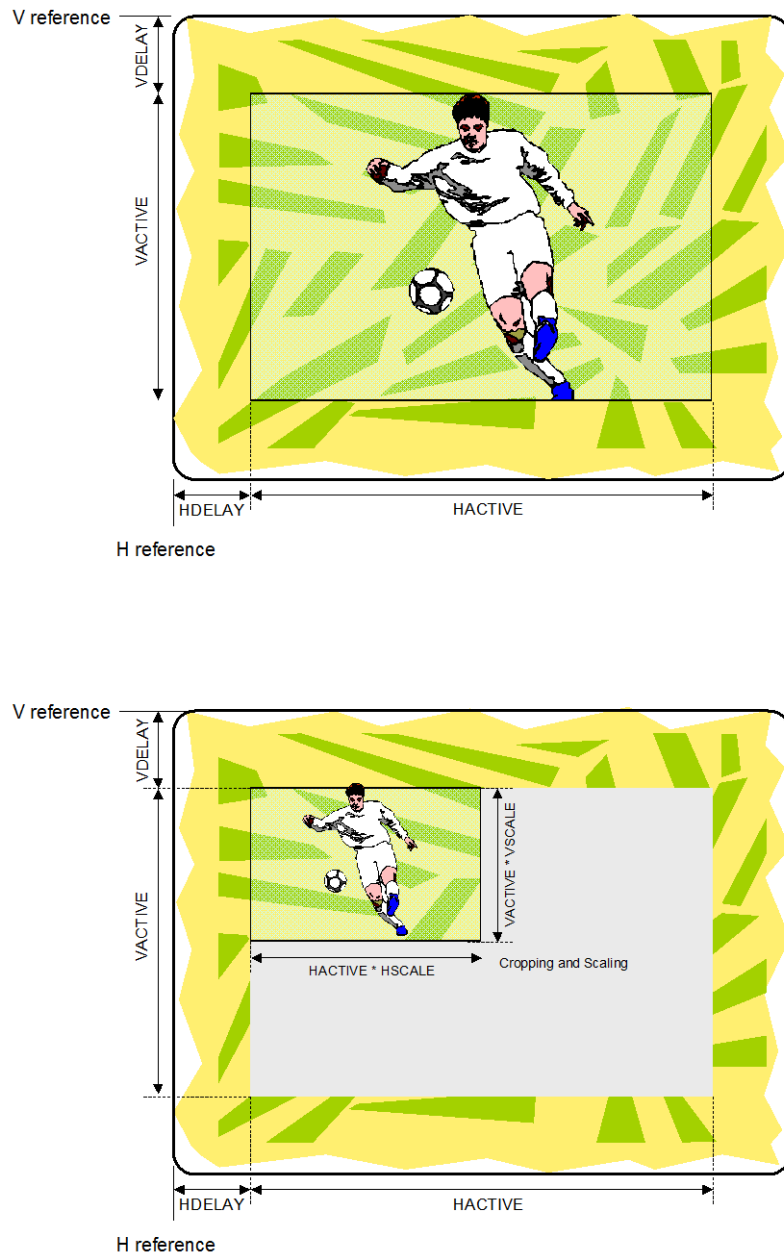 V reference
VDELAY
VACTIVE
HDELAY
HACTIVE
H reference
V reference
VDELAY
VACTIVE
VACTIVE * VSCALE
HACTIVE * HSCALE
Cropping and Scaling
HDELAY
HACTIVE
H reference